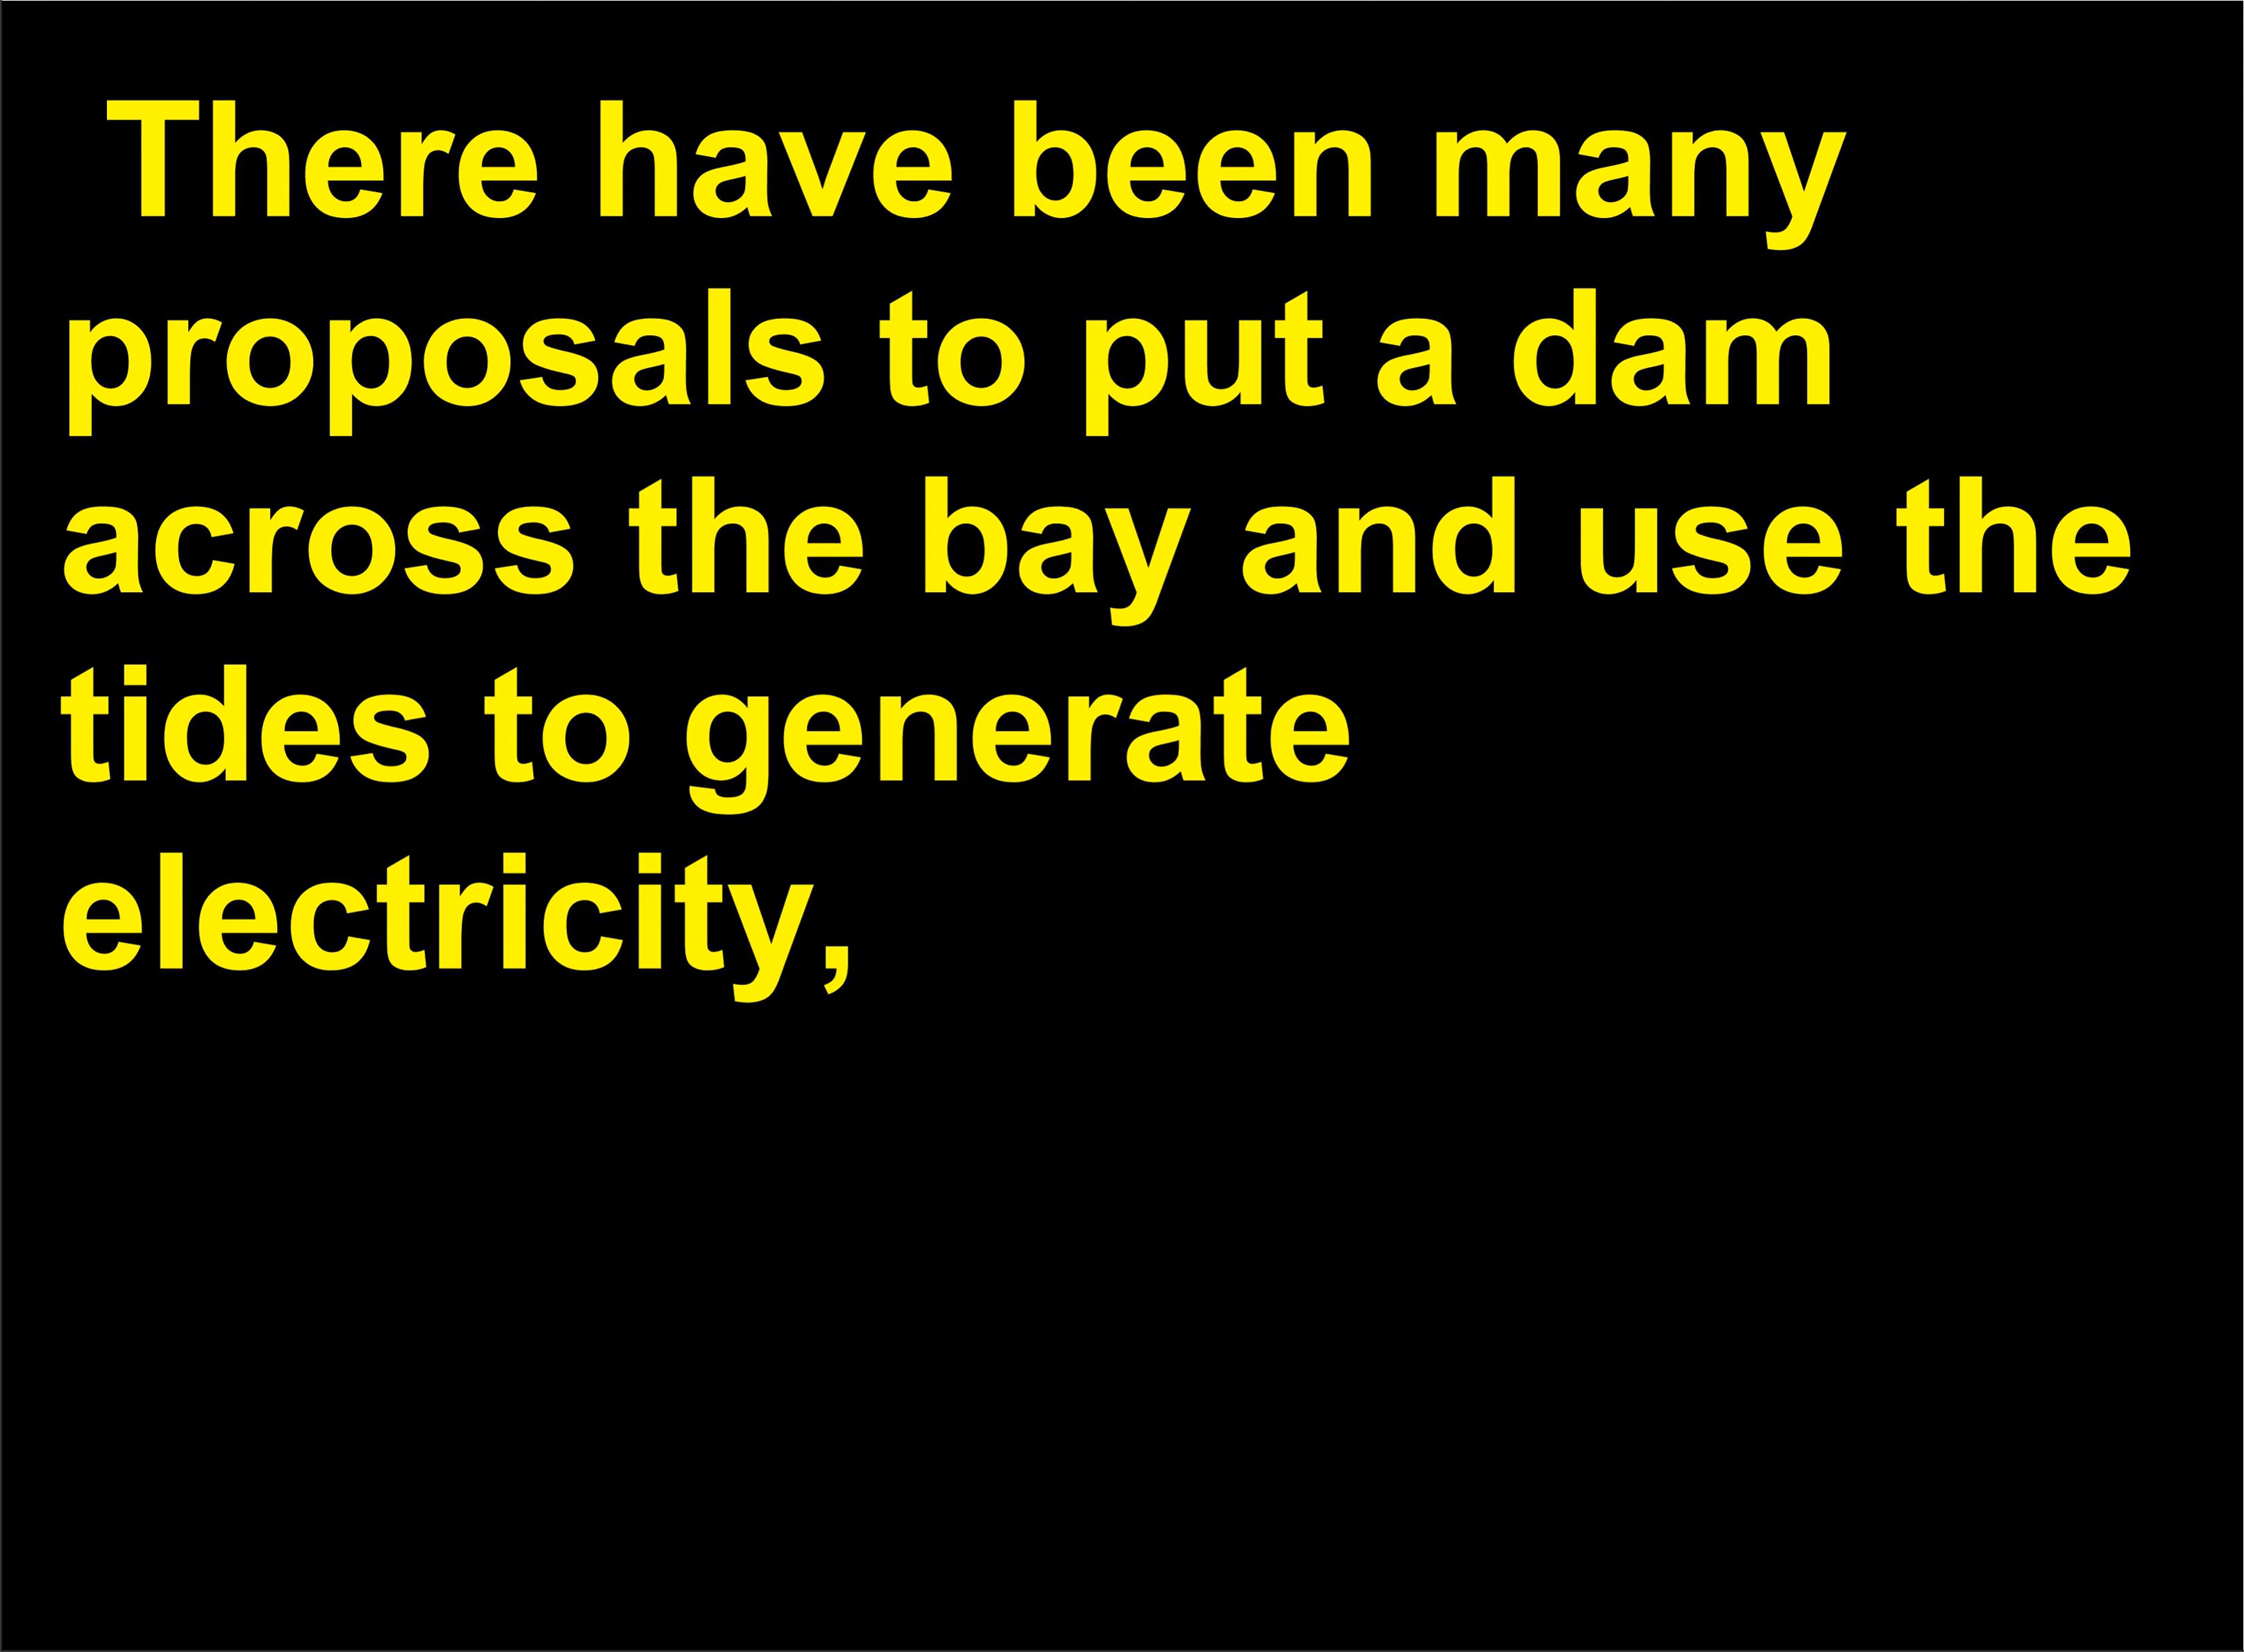 There have been many
proposals to put a dam
across the bay and use the
tides to generate
electricity,